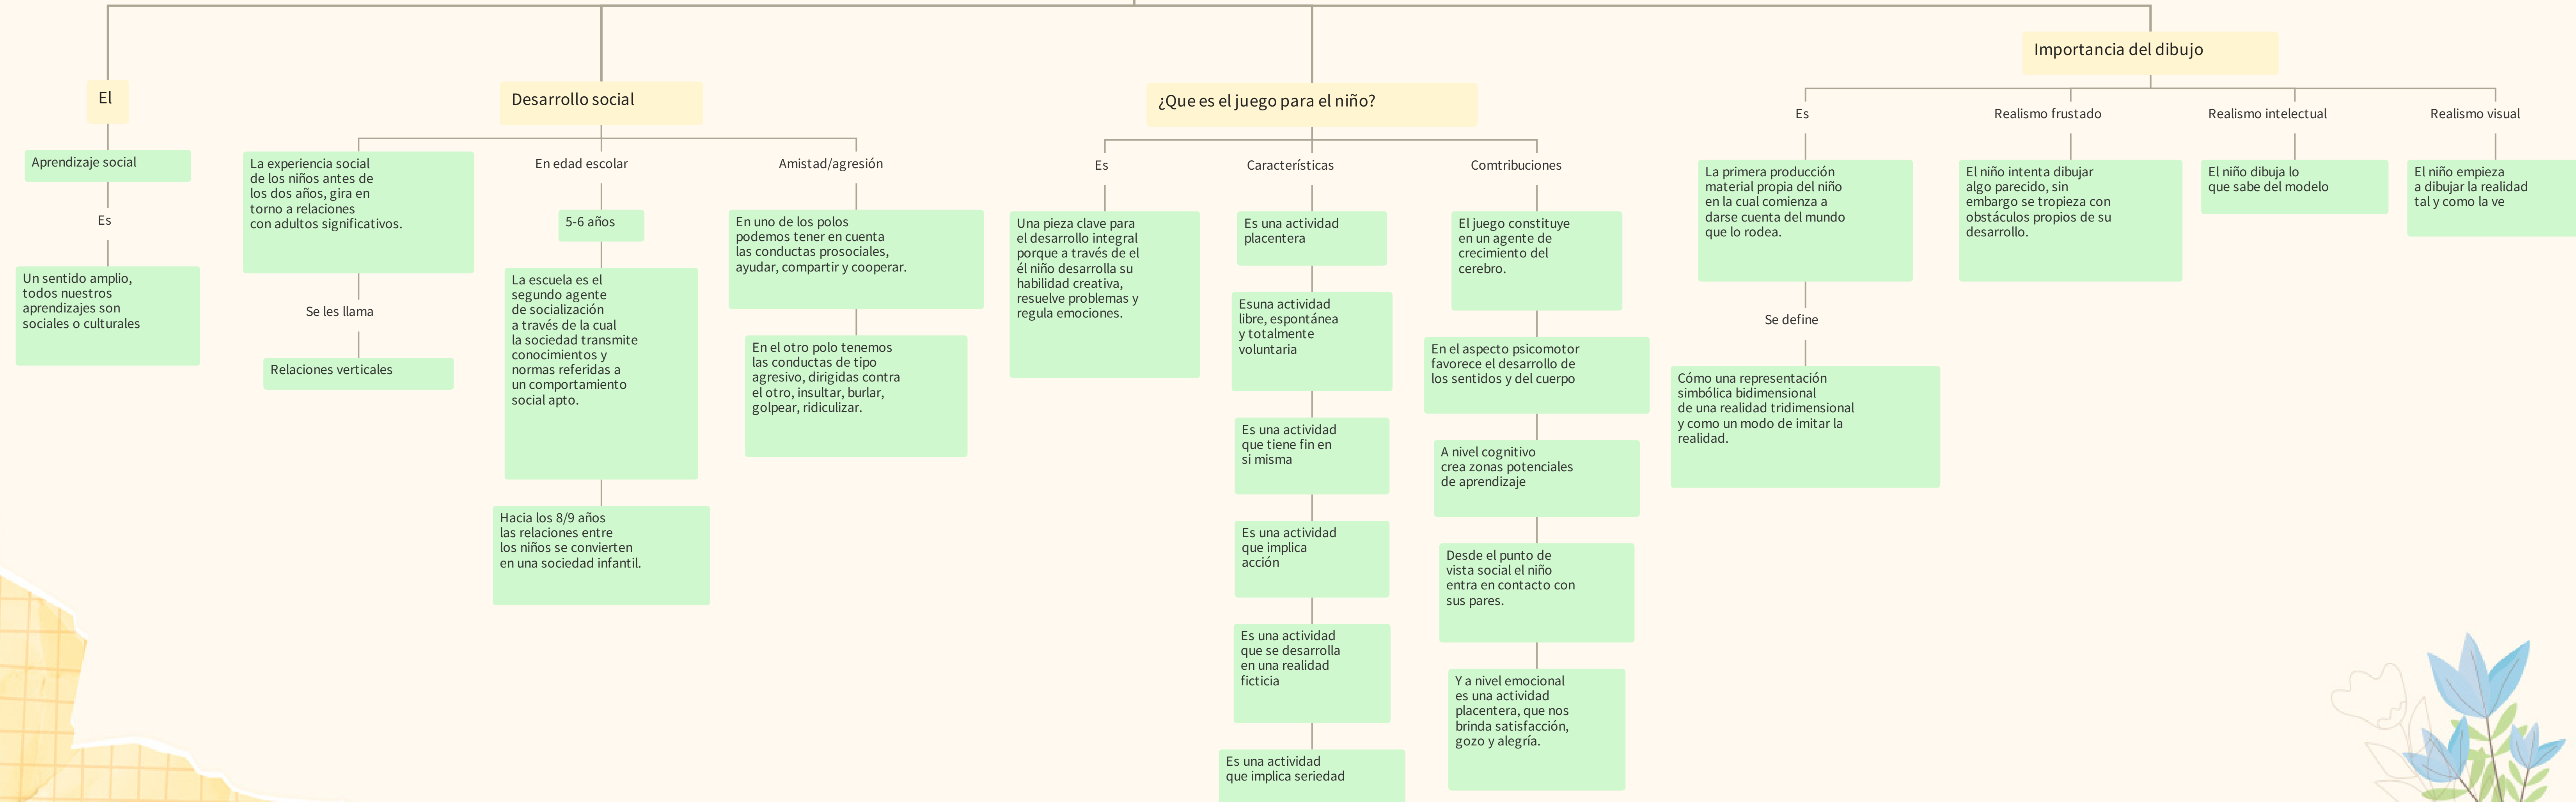 El
Aprendizaje social
Es
Un sentido amplio,
todos nuestros
aprendizajes son
sociales o culturales
Desarrollo social
La experiencia social
de los niños antes de
los dos años, gira en
torno a relaciones
con adultos significativos.
Se les llama
Relaciones verticales
En edad escolar
5-6 años
La escuela es el
segundo agente
de socialización
a través de la cual
la sociedad transmite
conocimientos y
normas referidas a
un comportamiento
social apto.
Hacia los 8/9 años
las relaciones entre
los niños se convierten
en una sociedad infantil.
Amistad/agresión
En uno de los polos
podemos tener en cuenta
las conductas prosociales,
ayudar, compartir y cooperar.
En el otro polo tenemos
las conductas de tipo
agresivo, dirigidas contra
el otro, insultar, burlar,
golpear, ridiculizar.
¿Que es el juego para el niño?
Es
Una pieza clave para
el desarrollo integral
porque a través de el
él niño desarrolla su
habilidad creativa,
resuelve problemas y
regula emociones.
Características
Es una actividad
placentera
Esuna actividad
libre, espontánea
y totalmente
voluntaria
Es una actividad
que tiene fin en
si misma
Es una actividad
que implica
acción
Es una actividad
que se desarrolla
en una realidad
ficticia
Es una actividad
que implica seriedad
Comtribuciones
El juego constituye
en un agente de
crecimiento del
cerebro.
En el aspecto psicomotor
favorece el desarrollo de
los sentidos y del cuerpo
A nivel cognitivo
crea zonas potenciales
de aprendizaje
Desde el punto de
vista social el niño
entra en contacto con
sus pares.
Y a nivel emocional
es una actividad
placentera, que nos
brinda satisfacción,
gozo y alegría.
Importancia del dibujo
Es
La primera producción
material propia del niño
en la cual comienza a
darse cuenta del mundo
que lo rodea.
Se define
Cómo una representación
simbólica bidimensional
de una realidad tridimensional
y como un modo de imitar la
realidad.
Realismo frustado
El niño intenta dibujar
algo parecido, sin
embargo se tropieza con
obstáculos propios de su
desarrollo.
Realismo intelectual
El niño dibuja lo
que sabe del modelo
Realismo visual
El niño empieza
a dibujar la realidad
tal y como la ve